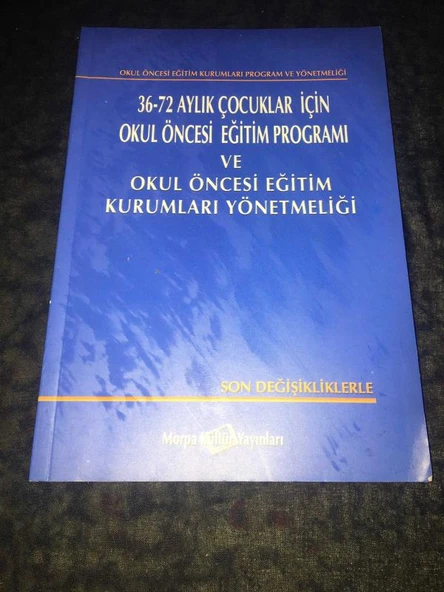 OKUL ÖNCESİ EĞİTİM KURUMLARI PROGRAM VE YÖNETMELİĞİ
36-72 AYLIK ÇOCUKLAR İÇİN
OKUL ÖNCESİ EĞİTİM PROGRAMI
VE
OKUL ÖNCESİ EĞİTİM
KURUMLARI YÖNETMELİĞİ
SON DEĞİŞİKLİKLERLE
Morpa Kültür Yayınları